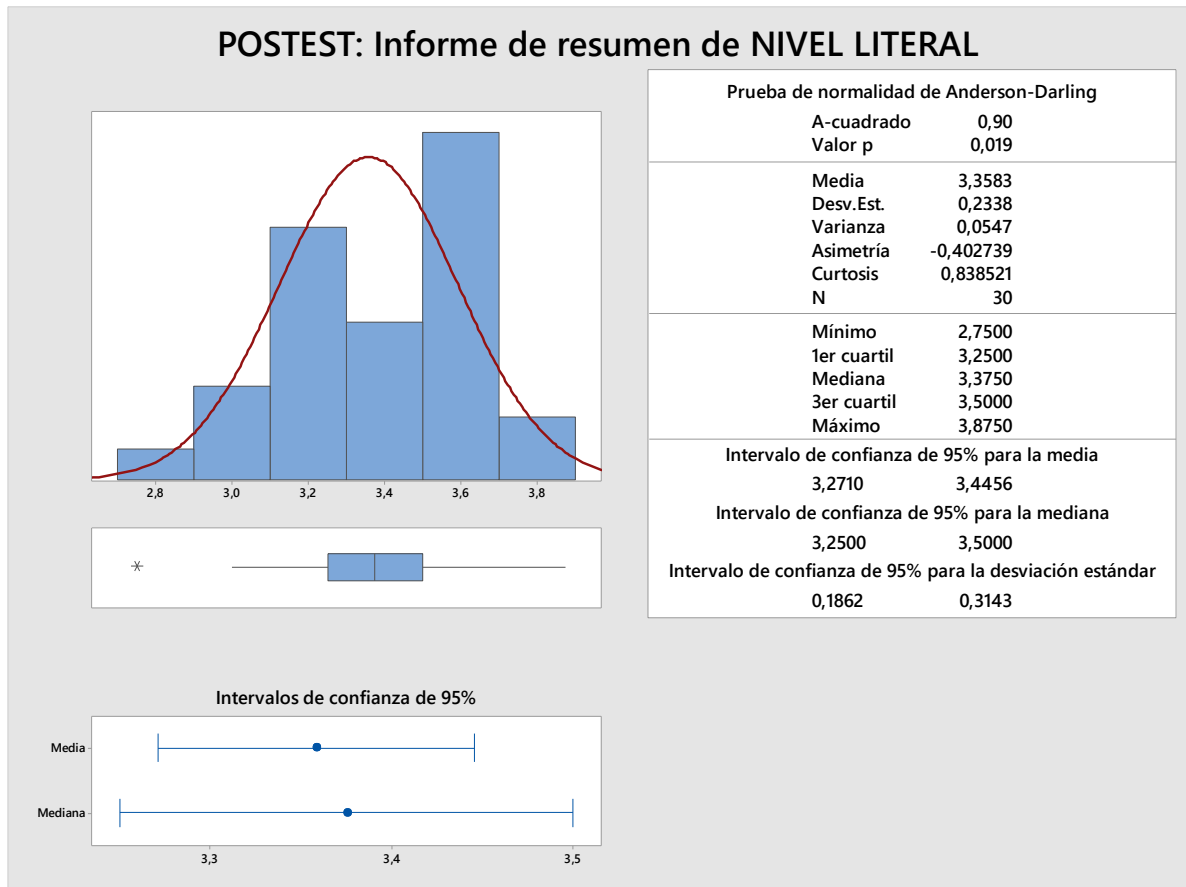 POSTEST: Informe de resumen de NIVEL LITERAL
2,8 3,0 3,2 3,4 3,6 3,8
Intervalos de confianza de 95%
Media
Mediana
3,3 3,4 3,5
Prueba de normalidad de Anderson-Darling
A-cuadrado 0,90
Valor p 0,019
Media 3,3583
Desv.Est. 0,2338
Varianza 0,0547
Asimetría -0,402739
Curtosis 0,838521
N 30
Mínimo 2,7500
1er cuartil 3,2500
Mediana 3,3750
3er cuartil 3,5000
Máximo 3,8750
Intervalo de confianza de 95% para la media
3,2710 3,4456
Intervalo de confianza de 95% para la mediana
3,2500 3,5000
Intervalo de confianza de 95% para la desviación estándar
0,1862 0,3143